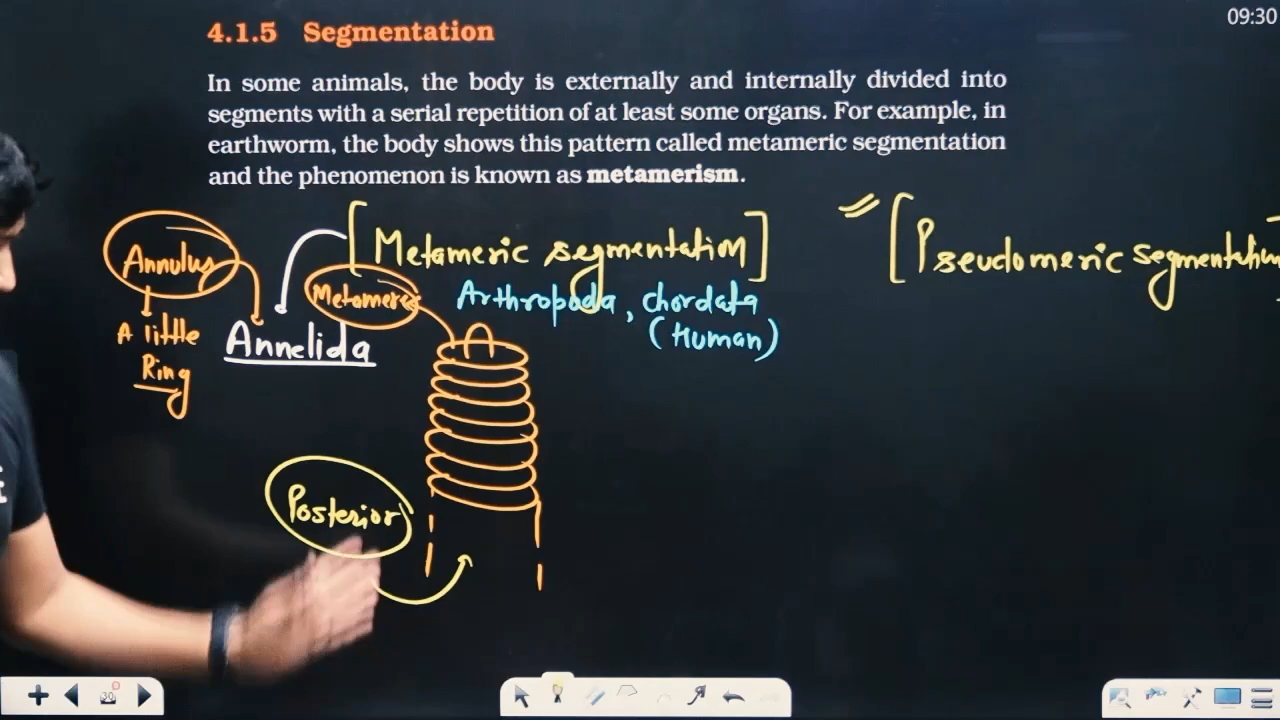 09:30
4.1.5 Segmentation
In some animals, the body is externally and internally divided into
segments with a serial repetition of at least some organs. For example, in
earthworm, the body shows this pattern called metameric segmentation
and the phenomenon is known as metamerism.
[Metameric segmentation]
[Pseudomeric segmentation
Annulus
Metameres
Arthropoda, chordata
(Human)
A little
Ring
Annelida
Posterior
30